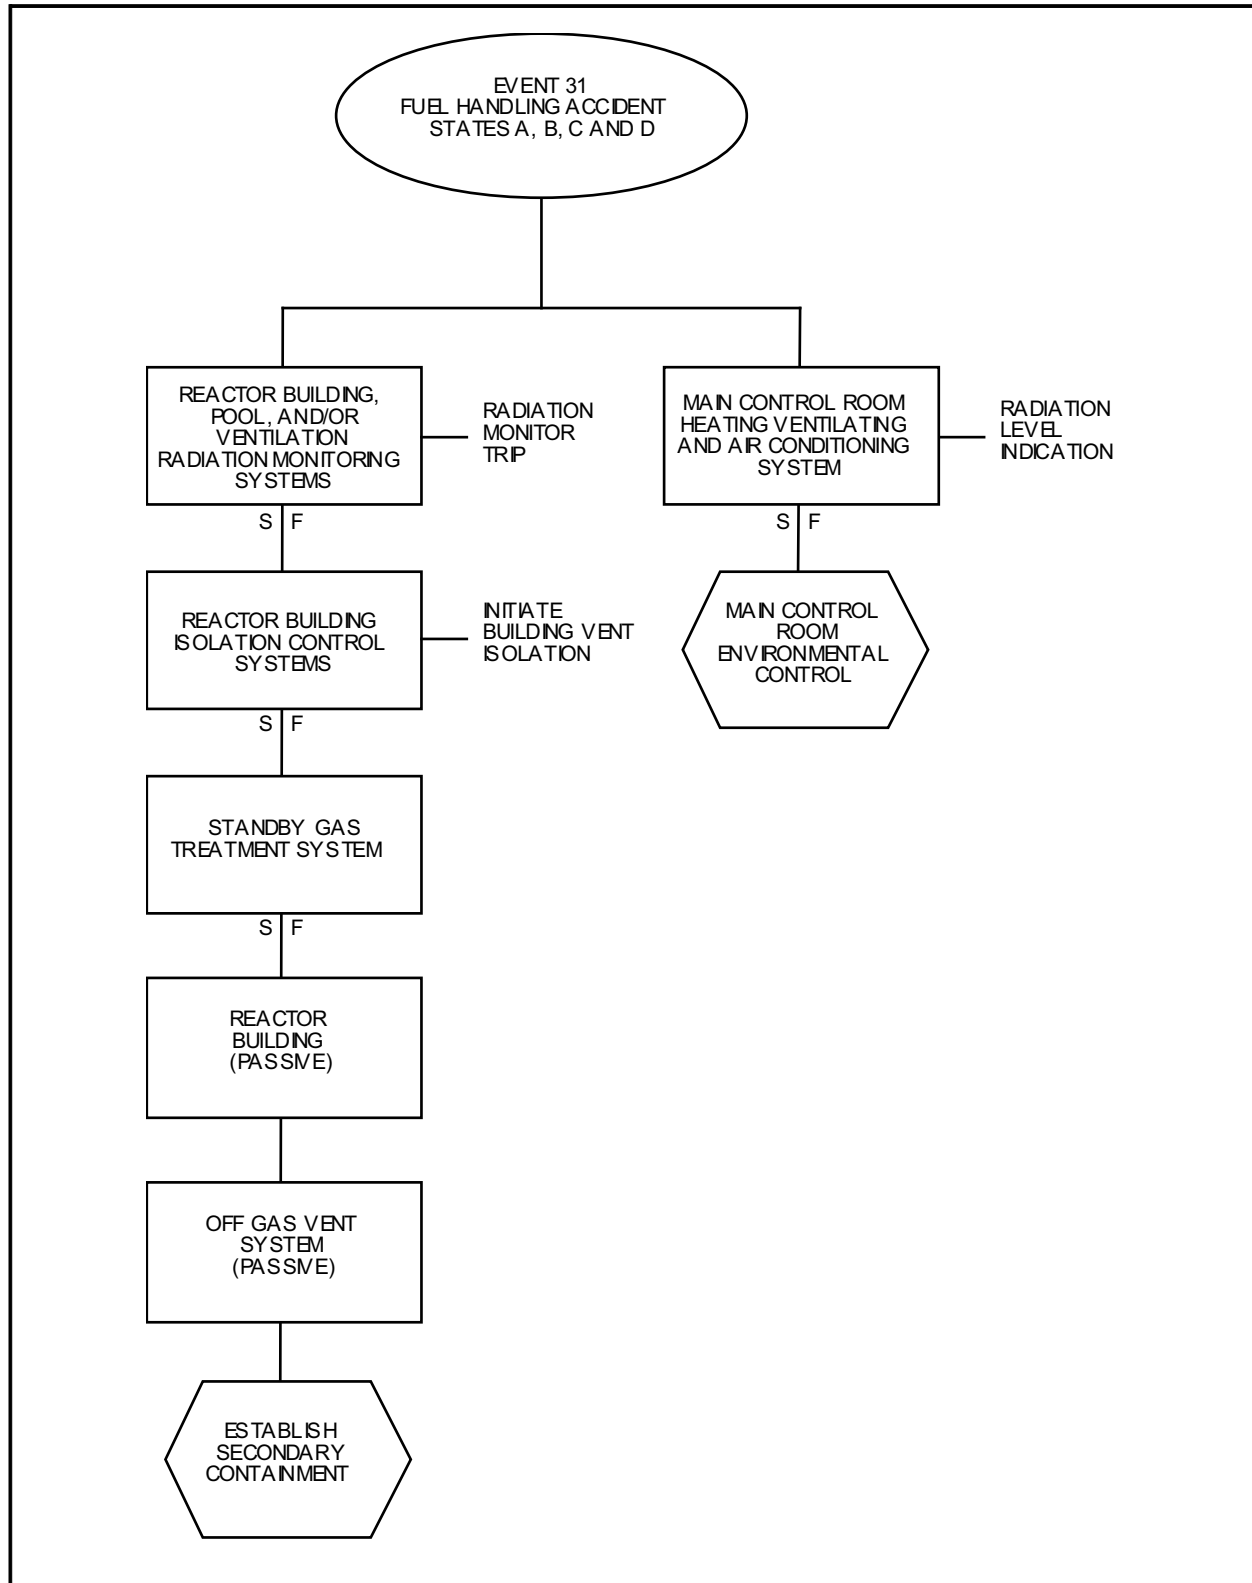 EVENT 31
FUEL HANDLING ACCIDENT
STATES A, B, C AND D
REACTOR BUILDING,
POOL, AND/OR
VENTILATION
RADIATION MONITORING
SYSTEMS
RADIATION
MONITOR
TRIP
MAIN CONTROL ROOM
HEATING VENTILATING
AND AIR CONDITIONING
SYSTEM
RADIATION
LEVEL
INDICATION
S F
S F
REACTOR BUILDING
ISOLATION CONTROL
SYSTEMS
INITIATE
BUILDING VENT
ISOLATION
MAIN CONTROL
ROOM
ENVIRONMENTAL
CONTROL
S F
STANDBY GAS
TREATMENT SYSTEM
S F
REACTOR
BUILDING
(PASSIVE)
OFF GAS VENT
SYSTEM
(PASSIVE)
ESTABLISH
SECONDARY
CONTAINMENT